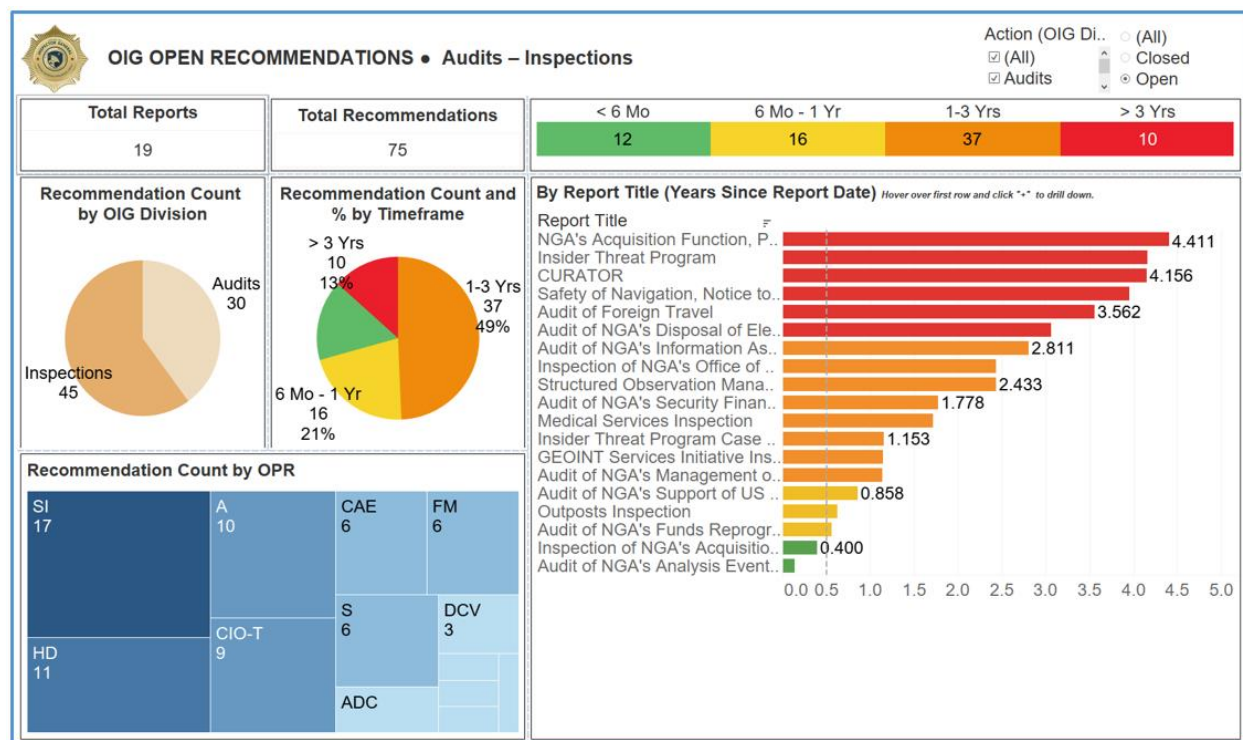 OIG OPEN RECOMMENDATIONS ● Audits – Inspections
Action (OIG Di..
(All)
Audits
(All)
Closed
Open
Total Reports
19
Total Recommendations
75
< 6 Mo 6 Mo - 1 Yr 1-3 Yrs > 3 Yrs
12 16 37 10
Recommendation Count
by OIG Division
Audits
30
Inspections
45
Recommendation Count and
% by Timeframe
> 3 Yrs
10
13%
1-3 Yrs
37
49%
6 Mo - 1 Yr
16
21%
By Report Title (Years Since Report Date) Hover over first row and click "+" to drill down.
Report Title
NGA's Acquisition Function, P.. 4.411
Insider Threat Program
CURATOR 4.156
Safety of Navigation, Notice to..
Audit of Foreign Travel 3.562
Audit of NGA's Disposal of Ele..
Audit of NGA's Information As.. 2.811
Inspection of NGA's Office of ..
Structured Observation Mana.. 2.433
Audit of NGA's Security Finan.. 1.778
Medical Services Inspection
Insider Threat Program Case .. 1.153
GEOINT Services Initiative Ins..
Audit of NGA's Management o..
Audit of NGA's Support of US .. 0.858
Outposts Inspection
Audit of NGA's Funds Reprogr..
Inspection of NGA's Acquisitio.. 0.400
Audit of NGA's Analysis Event..
0.0 0.5 1.0 1.5 2.0 2.5 3.0 3.5 4.0 4.5 5.0
Recommendation Count by OPR
SI
17
HD
11
A
10
CIO-T
9
CAE
6
FM
6
S
6
DCV
3
ADC